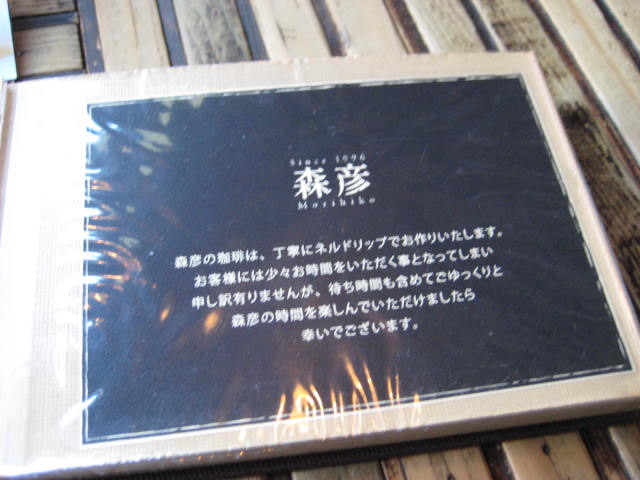 Since 1996
森彦
Morihiko
森彦の珈琲は、丁寧にネルドリップでお作りいたします。
お客様には少々お時間をいただく事となってしまい
申し訳有りませんが、待ち時間も含めてごゆっくりと
森彦の時間を楽しんでいただけましたら
幸いでございます。